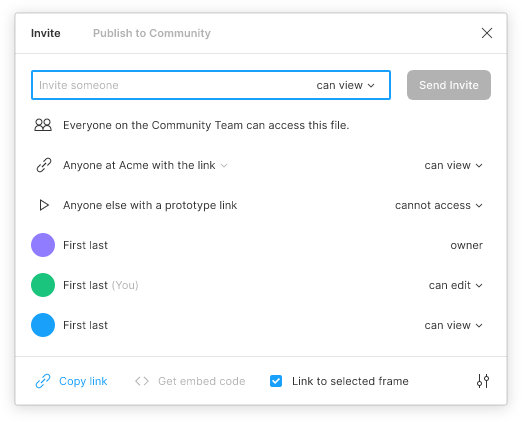 Invite Publish to Community
Invite someone can view Send Invite
Everyone on the Community Team can access this file.
Anyone at Acme with the link can view
Anyone else with a prototype link cannot access
First last owner
First last (You) can edit
First last can view
Copy link Get embed code Link to selected frame